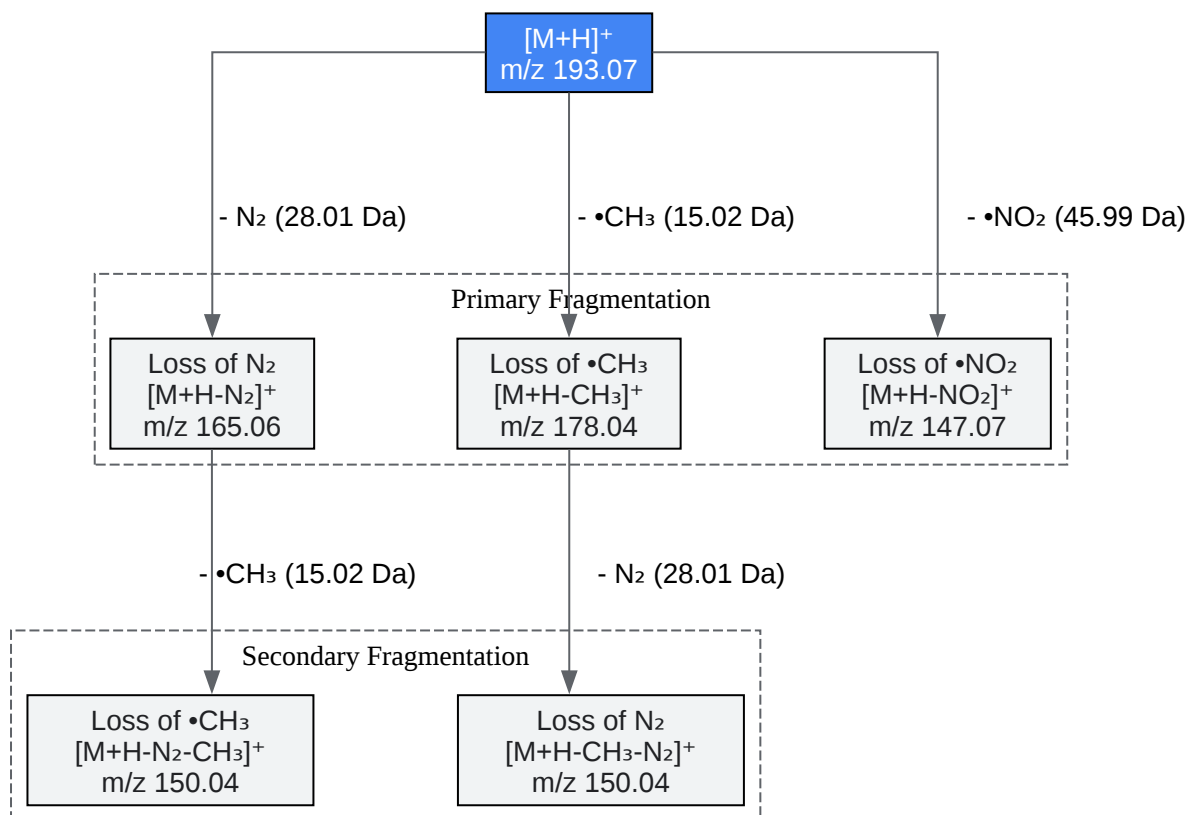 [M+H]⁺
m/z 193.07
- N₂ (28.01 Da)
- •CH₃ (15.02 Da)
- •NO₂ (45.99 Da)
Primary Fragmentation
Loss of N₂
[M+H-N₂]⁺
m/z 165.06
Loss of •CH₃
[M+H-CH₃]⁺
m/z 178.04
Loss of •NO₂
[M+H-NO₂]⁺
m/z 147.07
- •CH₃ (15.02 Da)
- N₂ (28.01 Da)
Secondary Fragmentation
Loss of •CH₃
[M+H-N₂-CH₃]⁺
m/z 150.04
Loss of N₂
[M+H-CH₃-N₂]⁺
m/z 150.04